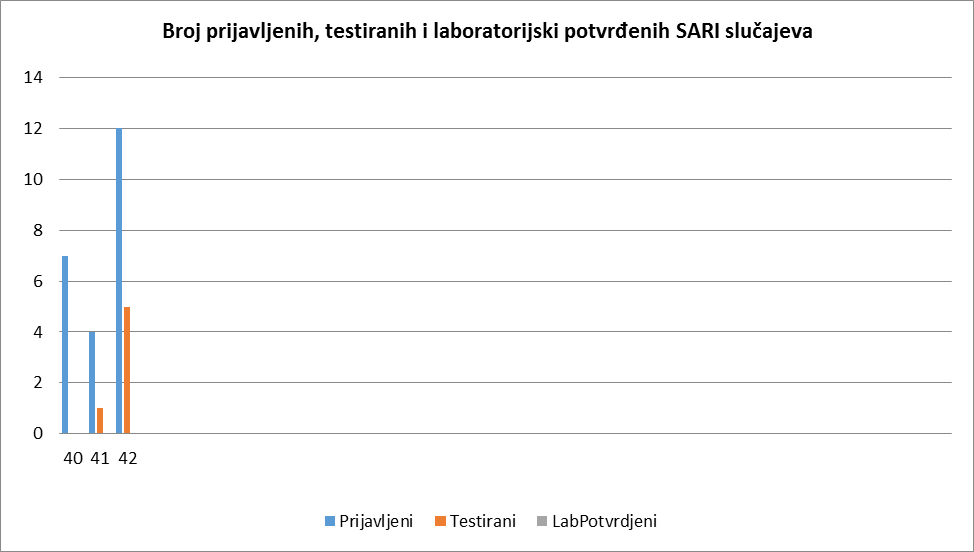 Broj prijavljenih, testiranih i laboratorijski potvrđenih SARI slučajeva
14
12
10
8
6
4
2
0
40 41 42
Prijavljeni Testirani LabPotvrdjeni